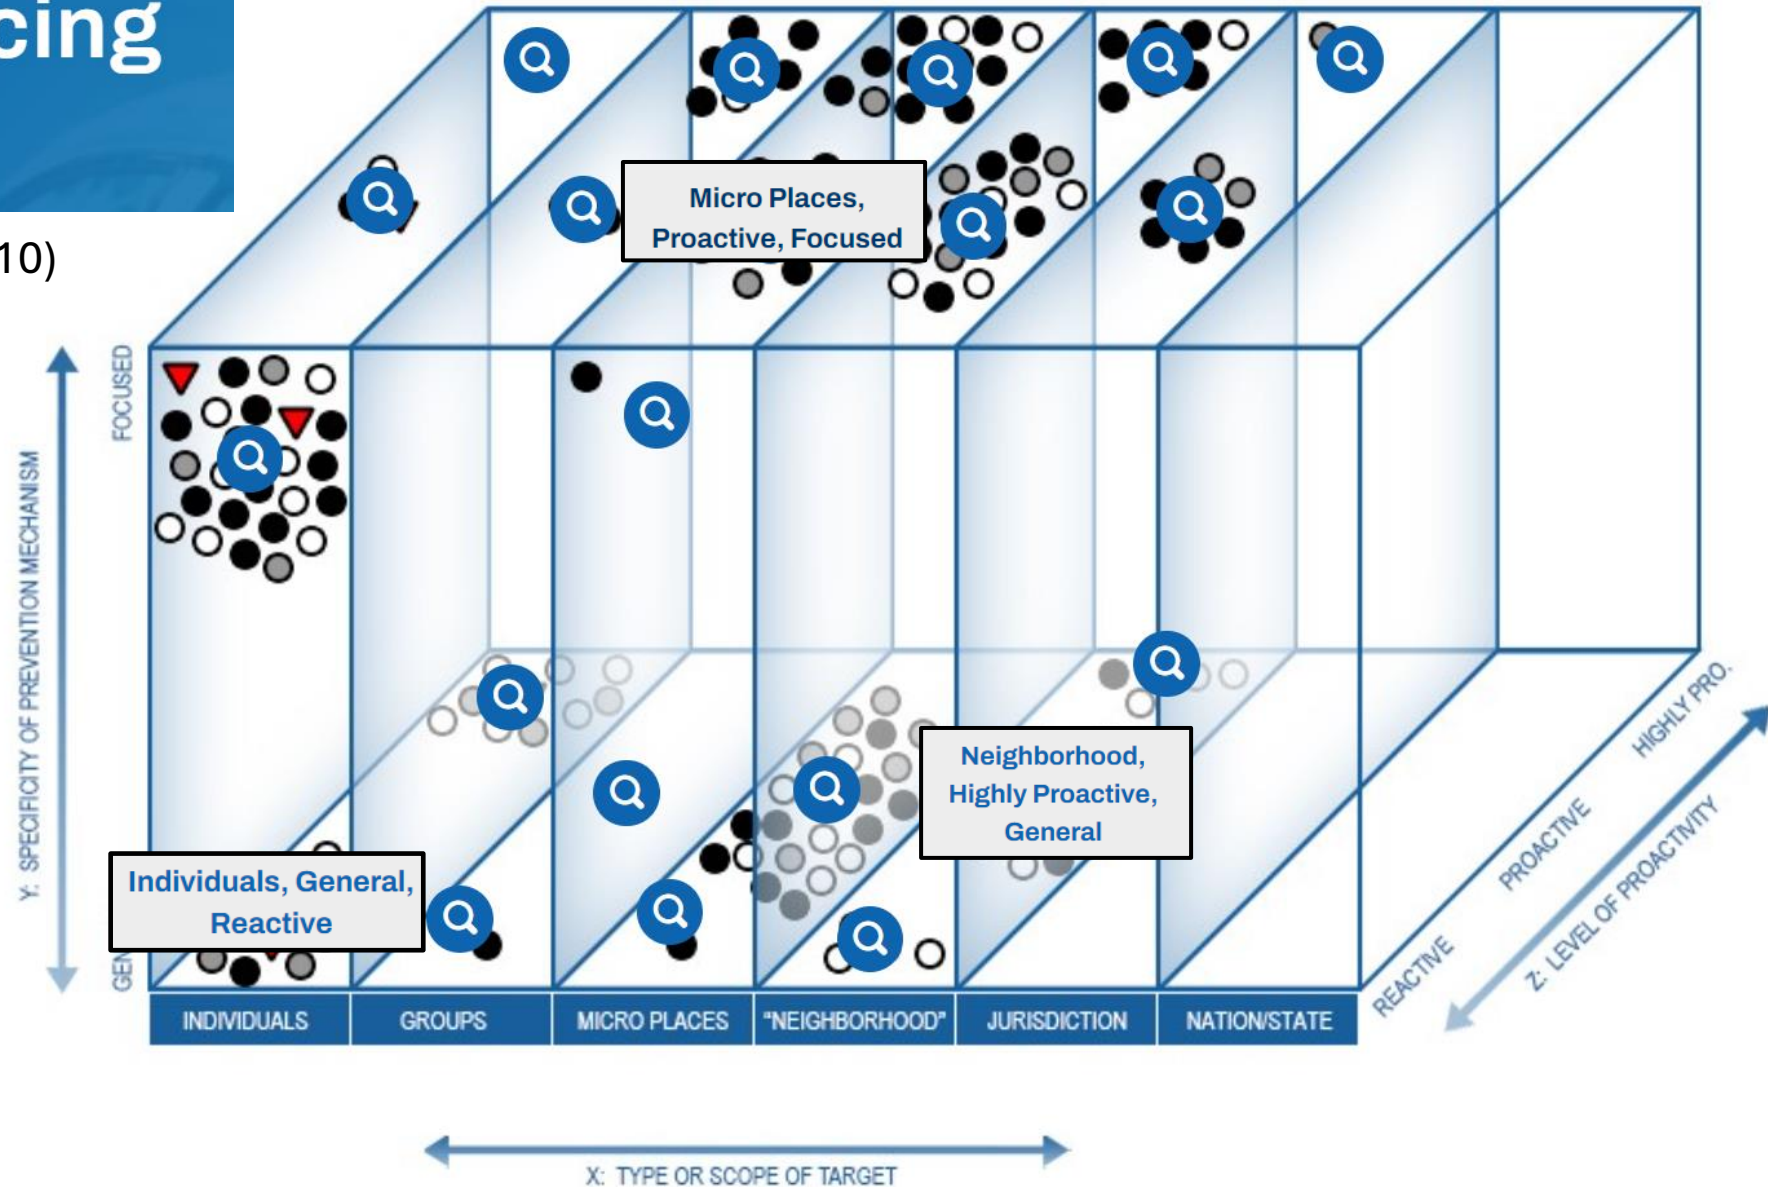 cing
10)
Micro Places,
Proactive, Focused
FOCUSED
Y: SPECIFICITY OF PREVENTION MECHANISM
Neighborhood,
Highly Proactive,
General
HIGHLY PRO.
PROACTIVE
REACTIVE
Z: LEVEL OF PROACTIVITY
Individuals, General,
Reactive
GEN
INDIVIDUALS
GROUPS
MICRO PLACES
"NEIGHBORHOOD"
JURISDICTION
NATION/STATE
X: TYPE OR SCOPE OF TARGET